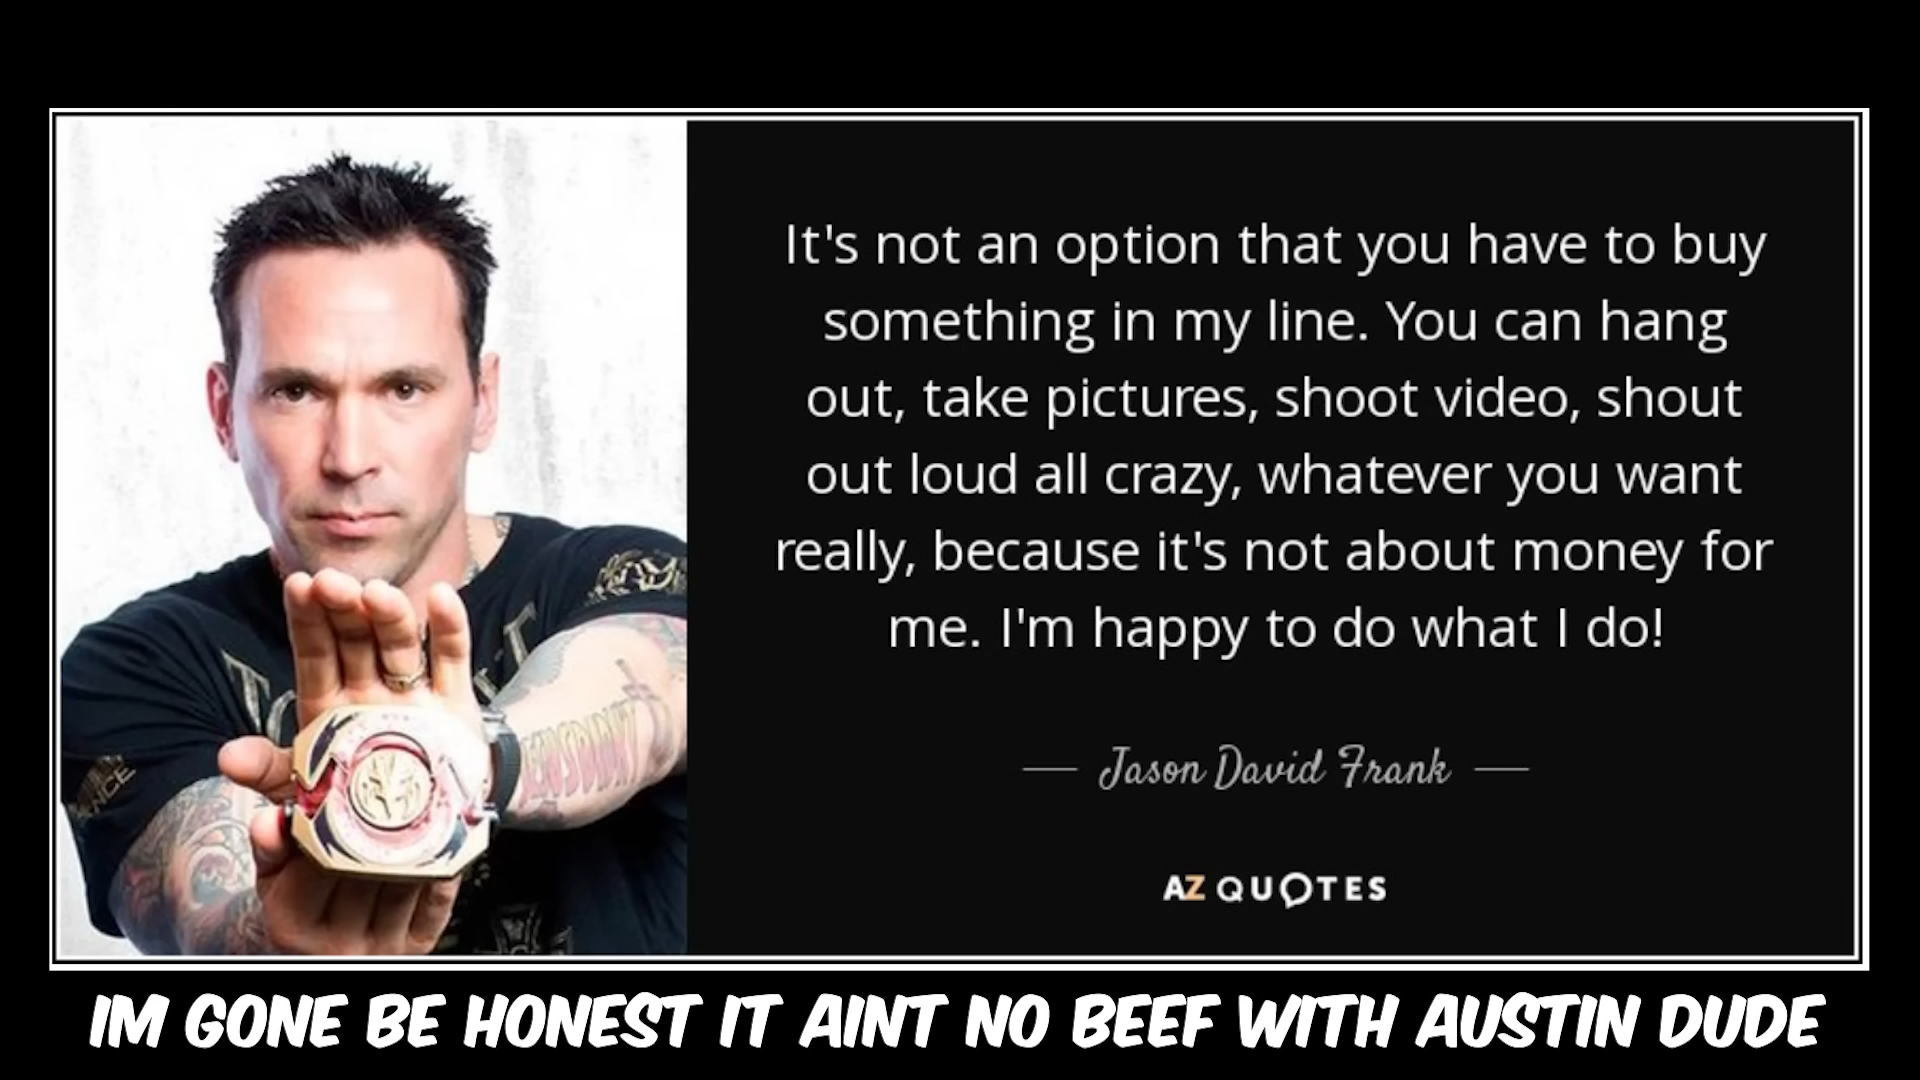 It's not an option that you have to buy
something in my line. You can hang
out, take pictures, shoot video, shout
out loud all crazy, whatever you want
really, because it's not about money for
me. I'm happy to do what I do!
Jason David Frank
AZ QUOTES
IM GONE BE HONEST IT AINT NO BEEF WITH AUSTIN DUDE